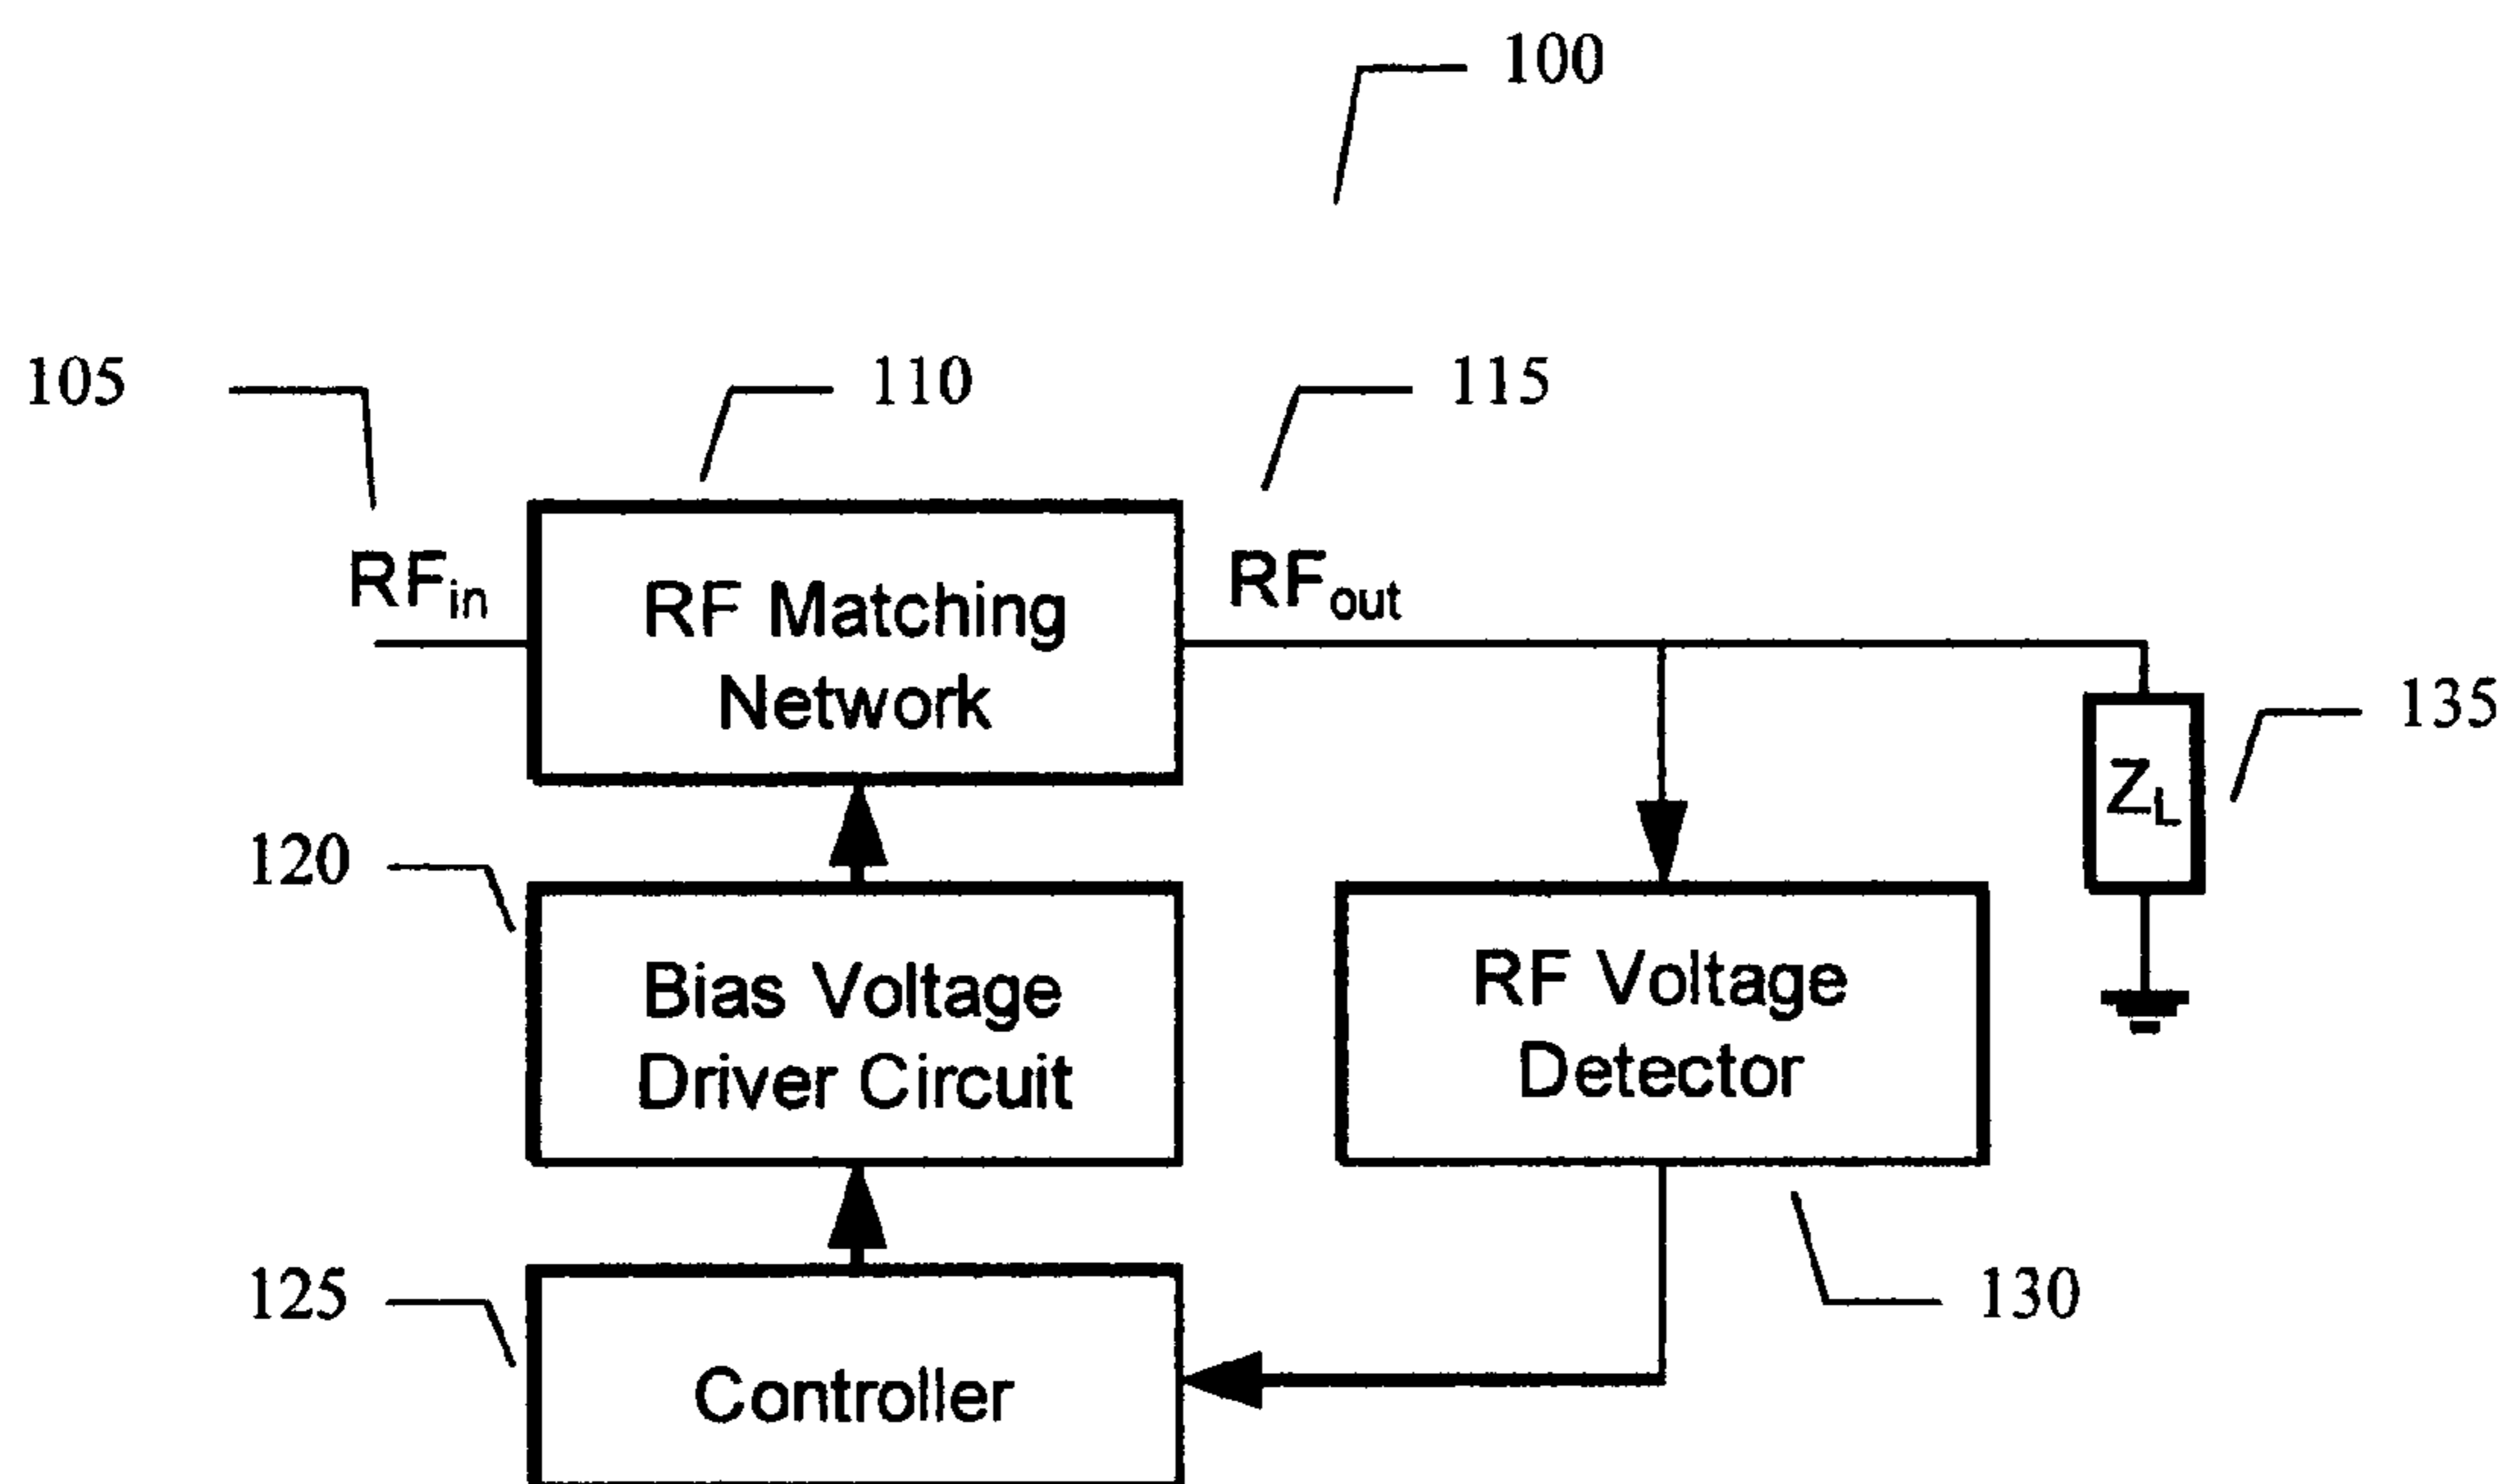 100
105
110
115
RFin
RF Matching
Network
RFout
135
ZL
120
Bias Voltage
Driver Circuit
RF Voltage
Detector
125
130
Controller